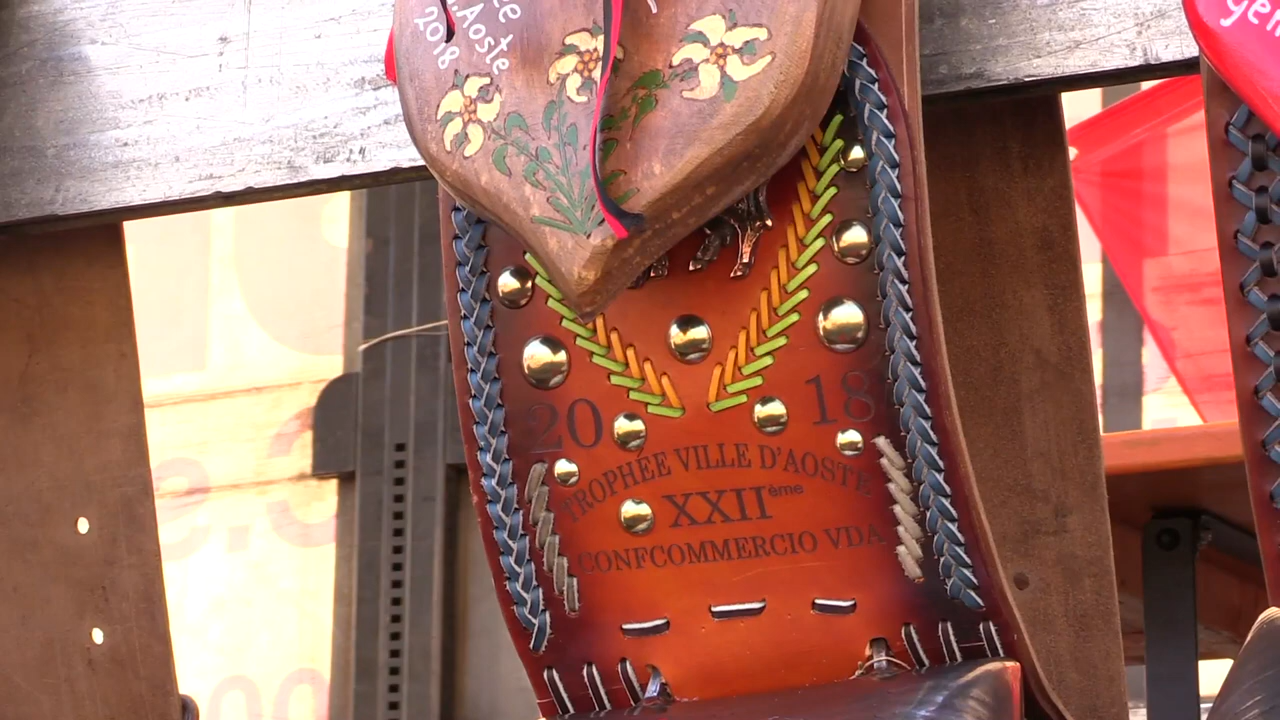 Aoste
2018
20 18
TROPHÉE VILLE D'AOSTE
XXIIème
CONFCOMMERCIO VDA